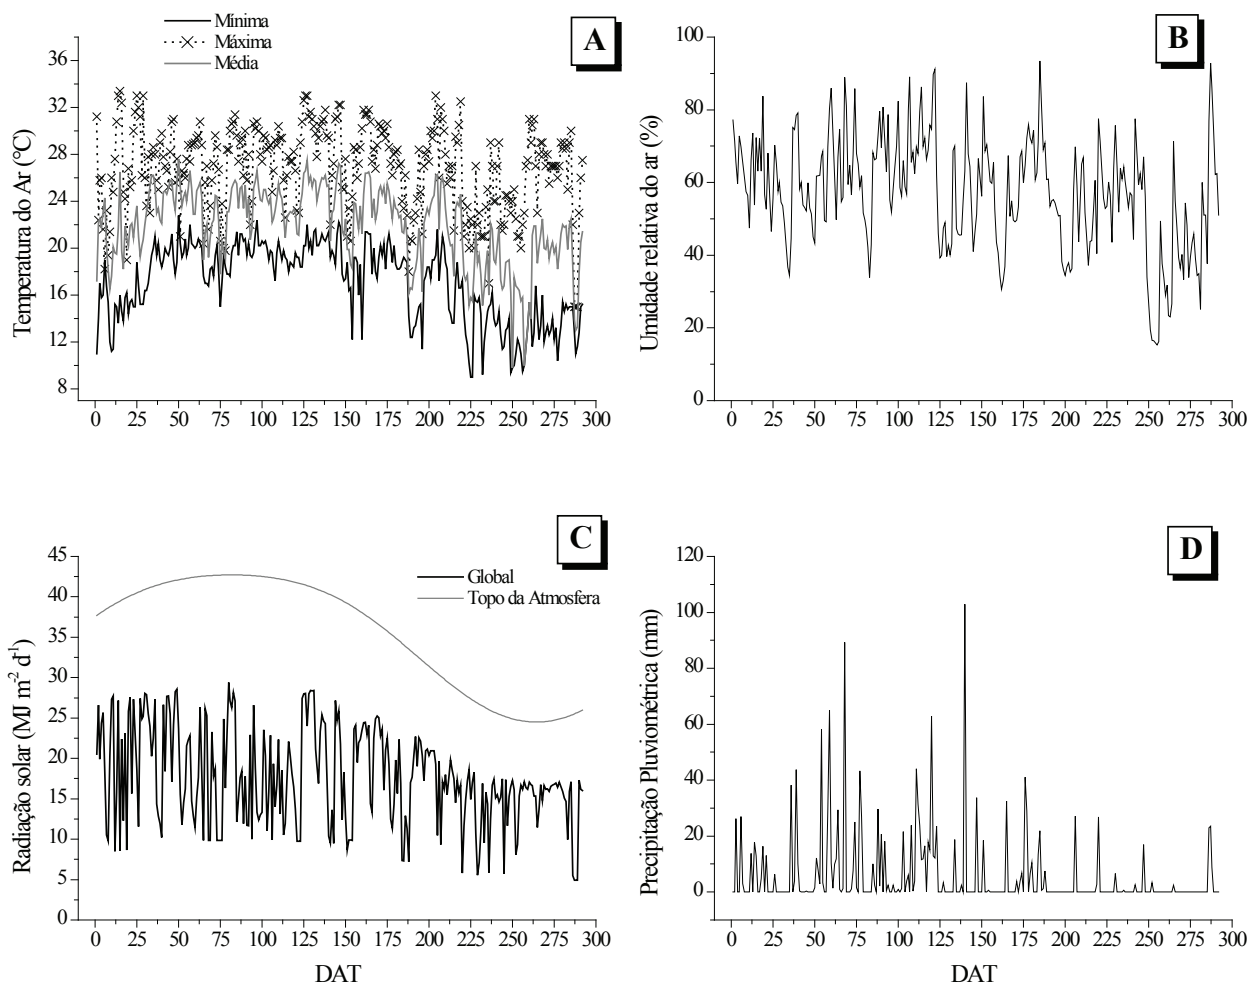 Mínima
Máxima
Média
A
36
32
28
24
20
16
12
8
Temperatura do Ar (°C)
0 25 50 75 100 125 150 175 200 225 250 275 300
B
100
80
60
40
20
0
Umidade relativa do ar (%)
0 25 50 75 100 125 150 175 200 225 250 275 300
C
Global
Topo da Atmosfera
45
40
35
30
25
20
15
10
5
0
Radiação solar (MJ m⁻² d⁻¹)
0 25 50 75 100 125 150 175 200 225 250 275 300
DAT
D
120
100
80
60
40
20
0
Precipitação Pluviométrica (mm)
0 25 50 75 100 125 150 175 200 225 250 275 300
DAT